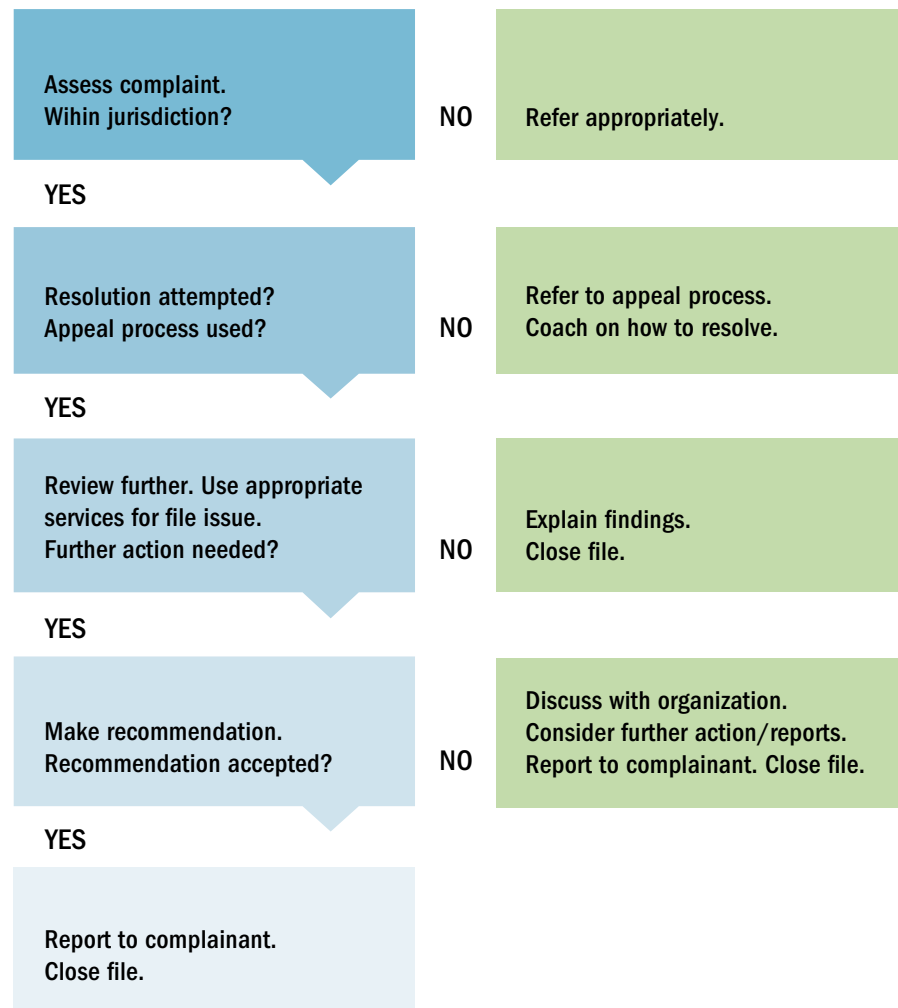 Assess complaint.
Wihin jurisdiction?
NO
Refer appropriately.
YES
Resolution attempted?
Appeal process used?
NO
Refer to appeal process.
Coach on how to resolve.
YES
Review further. Use appropriate
services for file issue.
Further action needed?
NO
Explain findings.
Close file.
YES
Make recommendation.
Recommendation accepted?
NO
Discuss with organization.
Consider further action/reports.
Report to complainant. Close file.
YES
Report to complainant.
Close file.